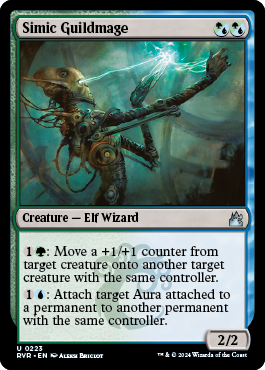 Simic Guildmage
Creature — Elf Wizard
1: Move a +1/+1 counter from
target creature onto another target
creature with the same controller.
1: Attach target Aura attached to
a permanent to another permanent
with the same controller.
2/2
U 0223
RVR • EN Aleksi Briclot
™ & © 2024 Wizards of the Coast